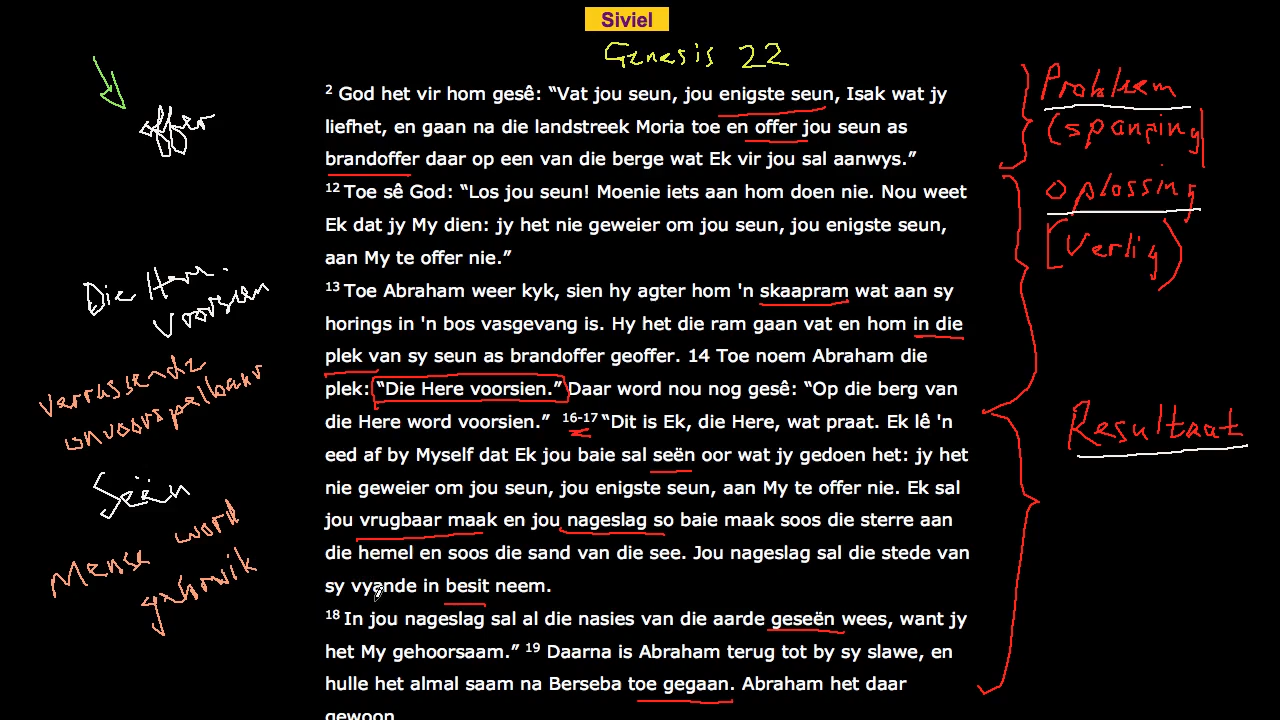 Siviel
Genesis 22
offer
Die Here
Voorsien
verrassende
onvoorspelbaar
Seën
Mense word
gebruik
² God het vir hom gesê: “Vat jou seun, jou enigste seun, Isak wat jy
liefhet, en gaan na die landstreek Moria toe en offer jou seun as
brandoffer daar op een van die berge wat Ek vir jou sal aanwys.”
¹² Toe sê God: “Los jou seun! Moenie iets aan hom doen nie. Nou weet
Ek dat jy My dien: jy het nie geweier om jou seun, jou enigste seun,
aan My te offer nie.”
¹³ Toe Abraham weer kyk, sien hy agter hom 'n skaapram wat aan sy
horings in 'n bos vasgevang is. Hy het die ram gaan vat en hom in die
plek van sy seun as brandoffer geoffer. 14 Toe noem Abraham die
plek: “Die Here voorsien.” Daar word nou nog gesê: “Op die berg van
die Here word voorsien.” ¹⁶⁻¹⁷ “Dit is Ek, die Here, wat praat. Ek lê 'n
eed af by Myself dat Ek jou baie sal seën oor wat jy gedoen het: jy het
nie geweier om jou seun, jou enigste seun, aan My te offer nie. Ek sal
jou vrugbaar maak en jou nageslag so baie maak soos die sterre aan
die hemel en soos die sand van die see. Jou nageslag sal die stede van
sy vyande in besit neem.
¹⁸ In jou nageslag sal al die nasies van die aarde geseën wees, want jy
het My gehoorsaam.” ¹⁹ Daarna is Abraham terug tot by sy slawe, en
hulle het almal saam na Berseba toe gegaan. Abraham het daar
gewoon.
Probleem
(spanning)
Oplossing
(Verlig)
Resultaat